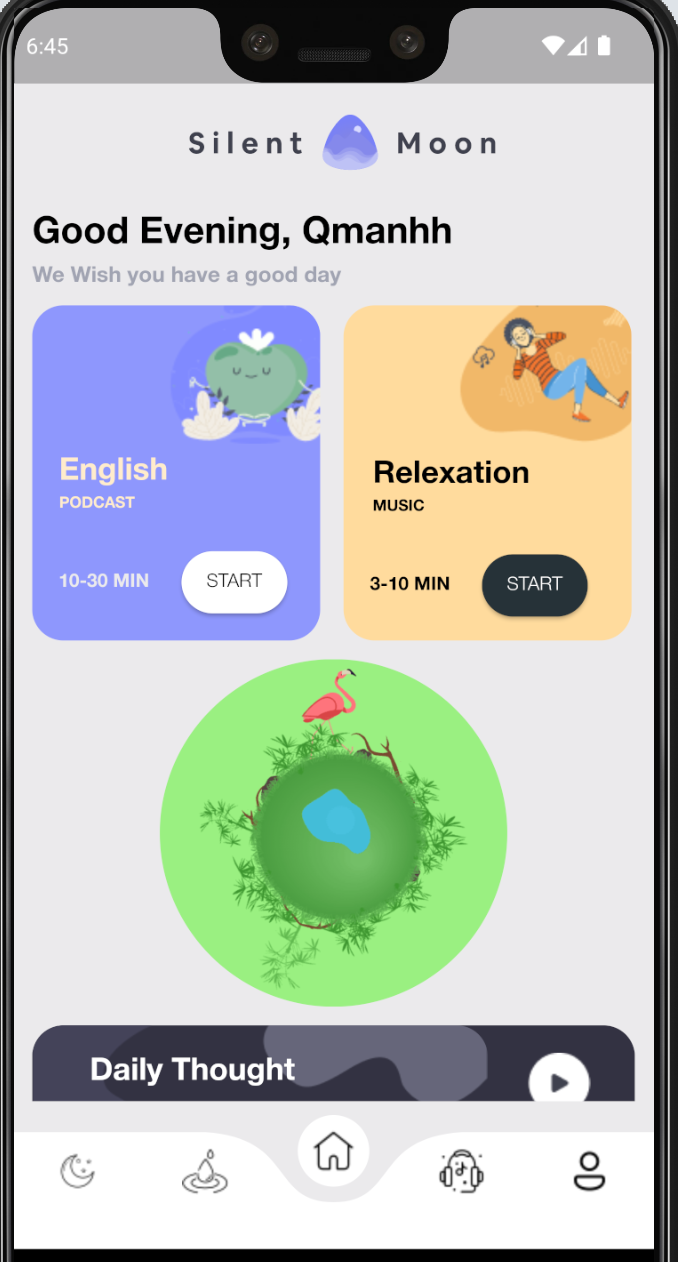 6:45
Silent Moon
Good Evening, Qmanhh
We Wish you have a good day
English
PODCAST
10-30 MIN
START
Relexation
MUSIC
3-10 MIN
START
Daily Thought